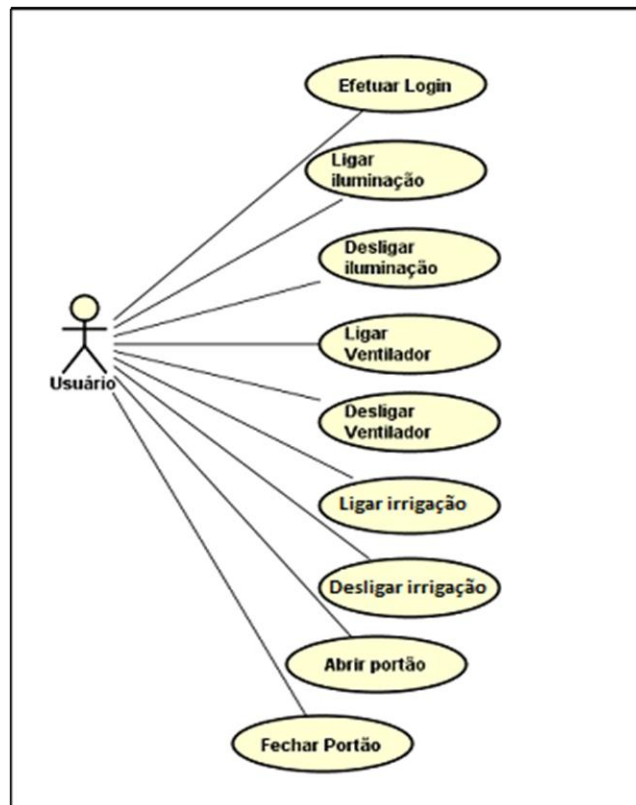 Efetuar Login
Ligar
iluminação
Desligar
iluminação
Ligar
Ventilador
Usuário
Desligar
Ventilador
Ligar irrigação
Desligar irrigação
Abrir portão
Fechar Portão